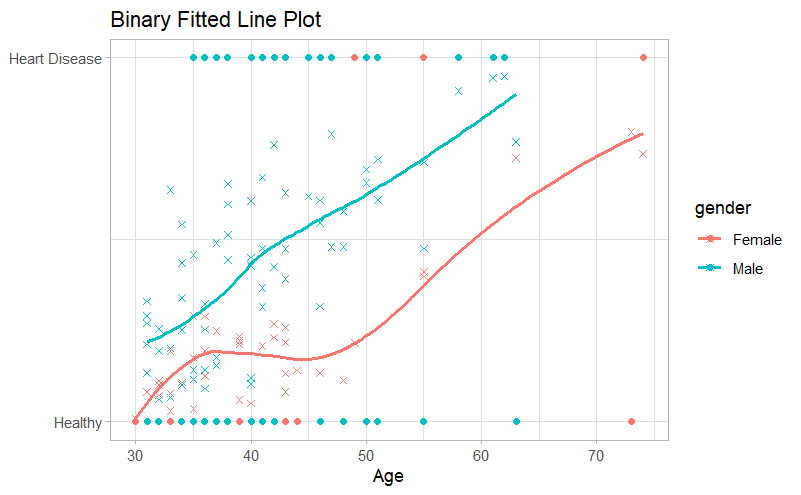 Binary Fitted Line Plot
Heart Disease
Healthy
30 40 50 60 70
Age
gender
Female
Male